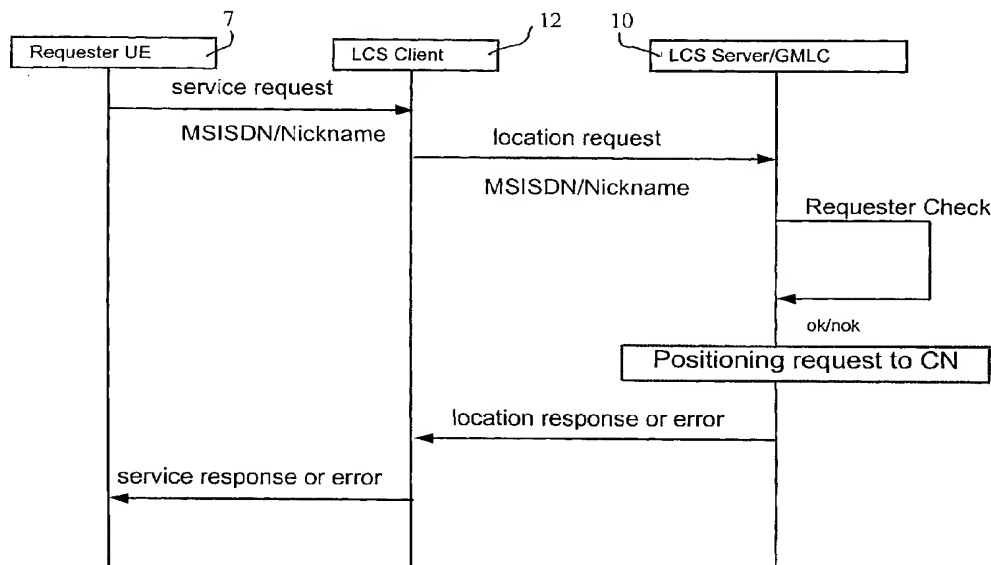 7
12
10
Requester UE
LCS Client
LCS Server/GMLC
service request
MSISDN/Nickname
location request
MSISDN/Nickname
Requester Check
ok/nok
Positioning request to CN
location response or error
service response or error